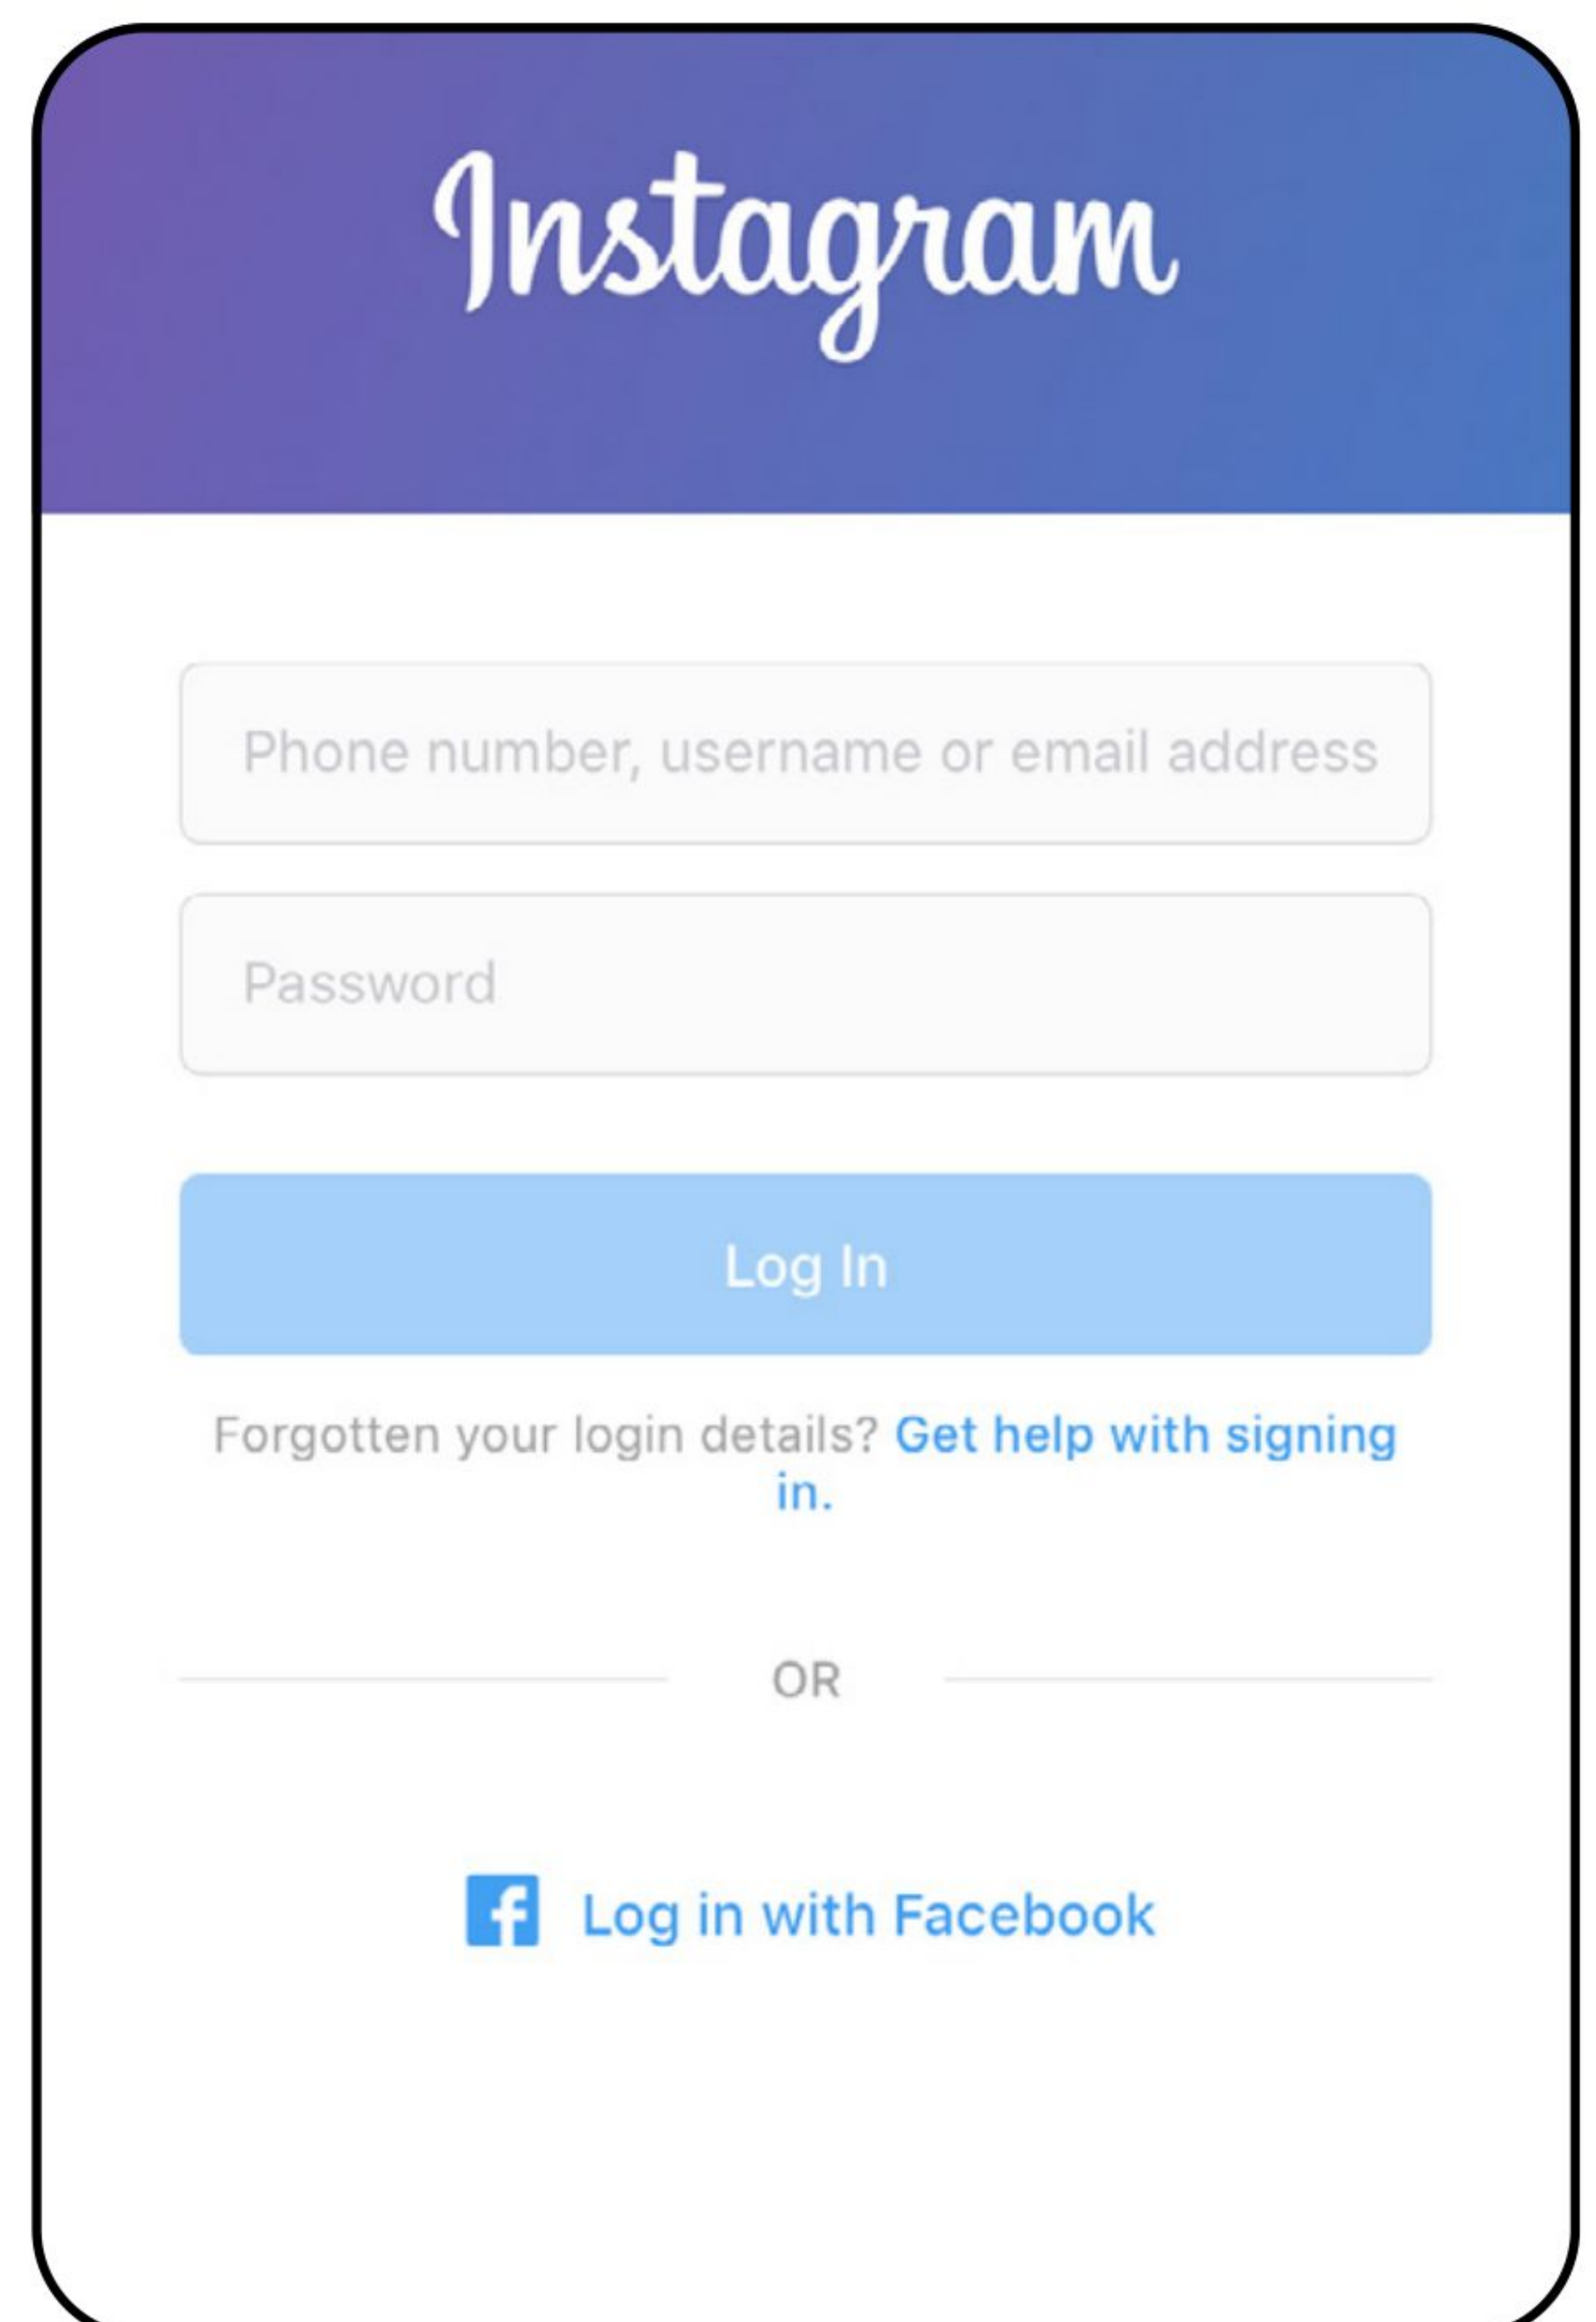 Instagram
Phone number, username or email address
Password
Log In
Forgotten your login details? Get help with signing
in.
OR
Log in with Facebook